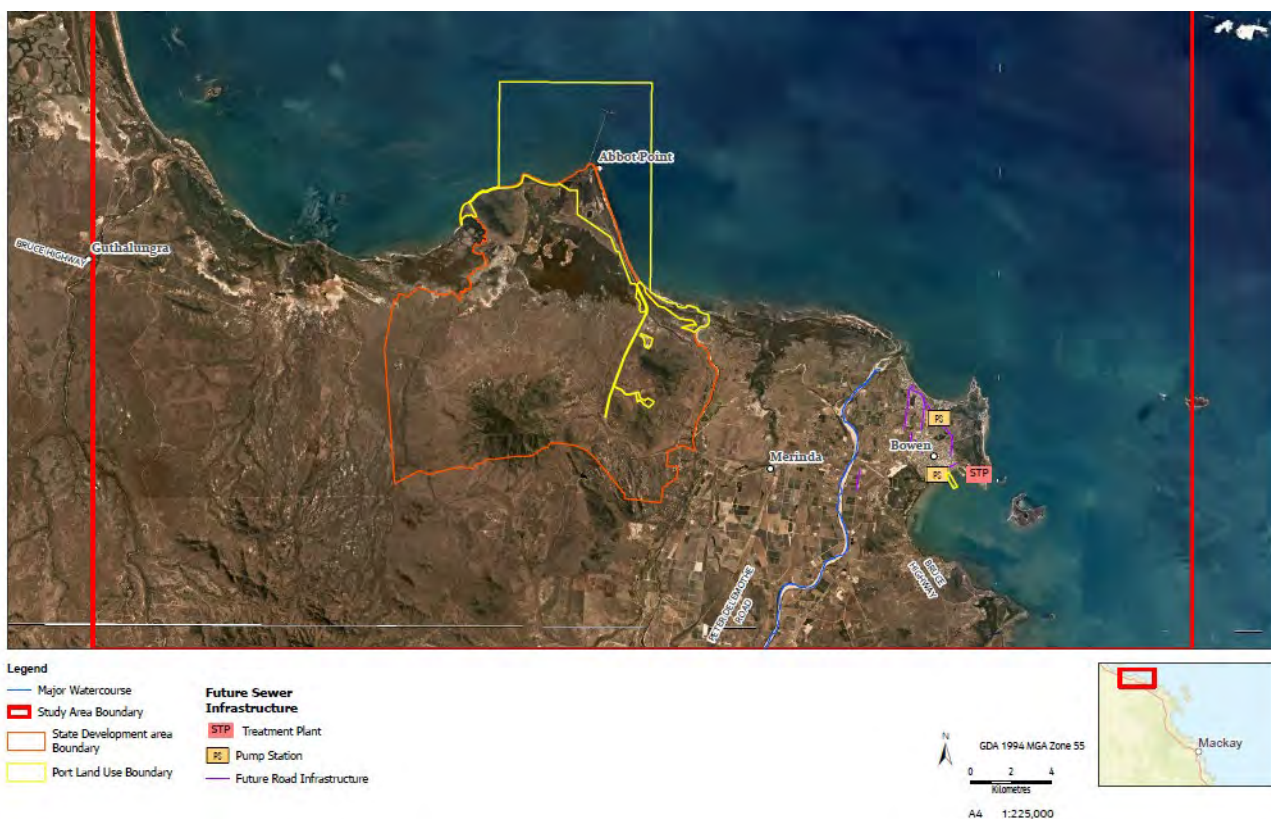 Abbot Point
Guthalungra
BRUCE HIGHWAY
PS
Bowen
Merinda
PS
STP
BRUCE
HIGHWAY
PETER DELEMOTHE
ROAD
Legend
Major Watercourse
Study Area Boundary
State Development area
Boundary
Port Land Use Boundary
Future Sewer
Infrastructure
STP Treatment Plant
PS Pump Station
Future Road Infrastructure
N
GDA 1994 MGA Zone 55
0 2 4
Kilometres
A4 1:225,000
Mackay